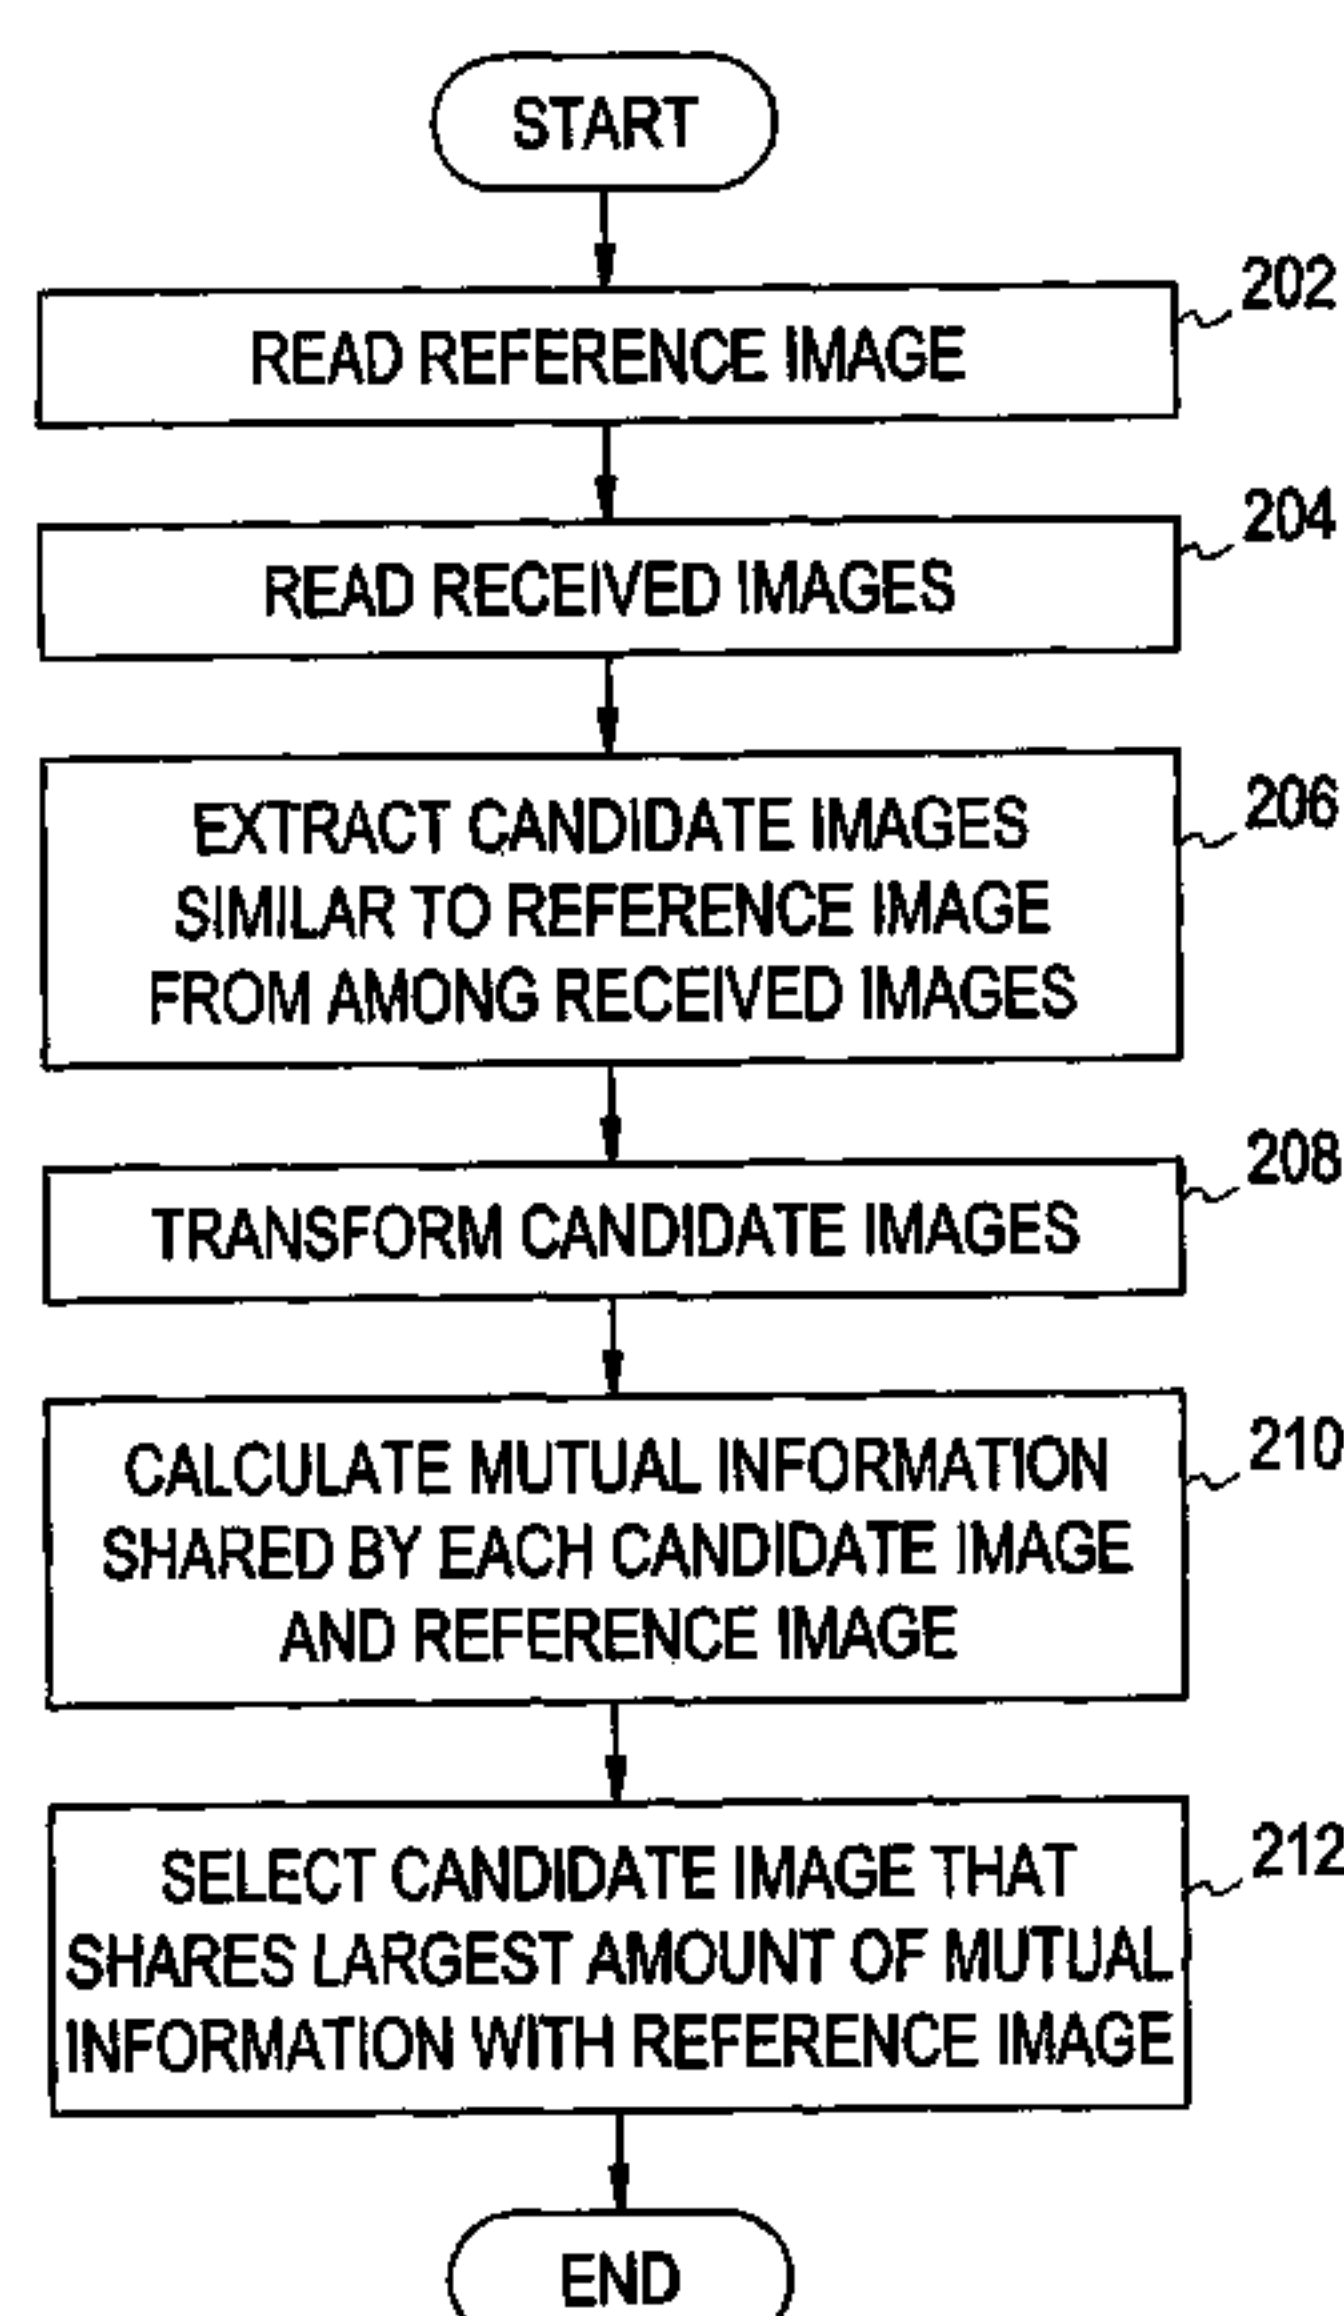 START
202
READ REFERENCE IMAGE
204
READ RECEIVED IMAGES
206
EXTRACT CANDIDATE IMAGES
SIMILAR TO REFERENCE IMAGE
FROM AMONG RECEIVED IMAGES
208
TRANSFORM CANDIDATE IMAGES
210
CALCULATE MUTUAL INFORMATION
SHARED BY EACH CANDIDATE IMAGE
AND REFERENCE IMAGE
212
SELECT CANDIDATE IMAGE THAT
SHARES LARGEST AMOUNT OF MUTUAL
INFORMATION WITH REFERENCE IMAGE
END